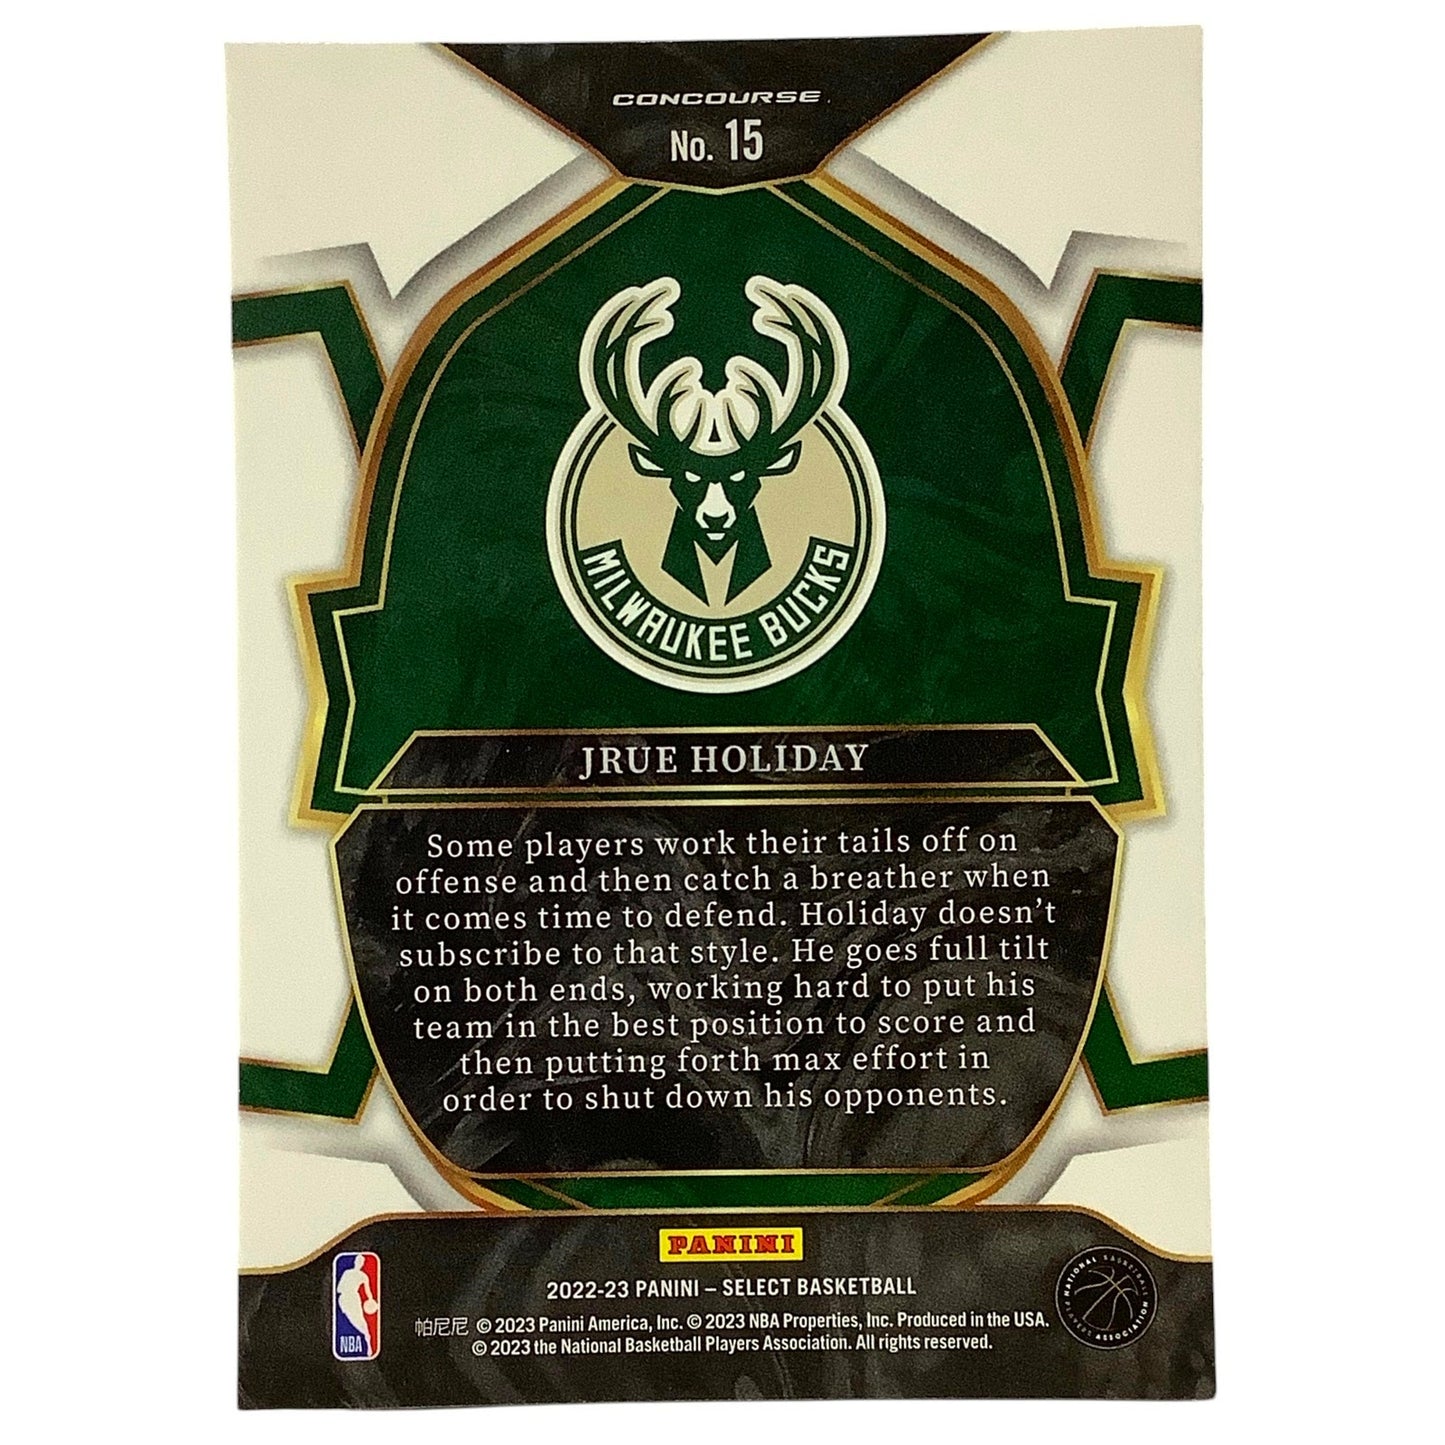 CONCOURSE
No. 15
MILWAUKEE BUCKS
JRUE HOLIDAY
Some players work their tails off on
offense and then catch a breather when
it comes time to defend. Holiday doesn't
subscribe to that style. He goes full tilt
on both ends, working hard to put his
team in the best position to score and
then putting forth max effort in
order to shut down his opponents.
PANINI
2022-23 PANINI – SELECT BASKETBALL
帕尼尼 © 2023 Panini America, Inc. © 2023 NBA Properties, Inc. Produced in the USA.
© 2023 the National Basketball Players Association. All rights reserved.
NBA
NATIONAL BASKETBALL PLAYERS ASSOCIATION